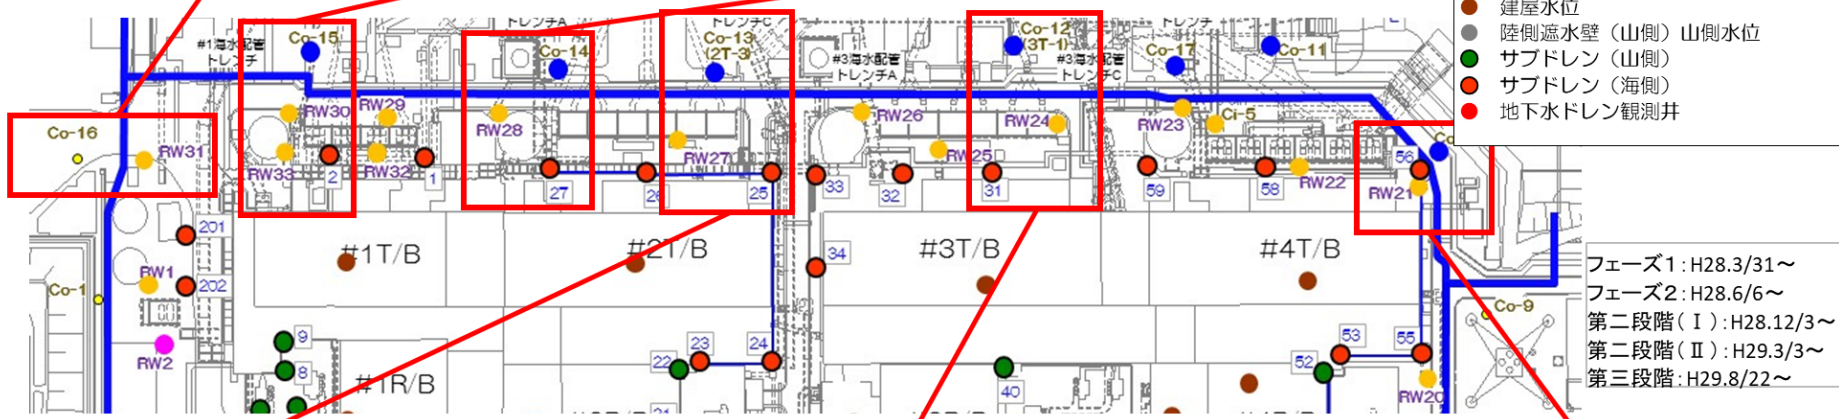 建屋水位
陸側遮水壁（山側）山側水位
サブドレン（山側）
サブドレン（海側）
地下水ドレン観測井
トレンチA
トレンチC
トレンチ
#1海水配管
トレンチ
Co-15
Co-14
Co-13
(2T-3)
#3海水配管
トレンチA
Co-12
(3T-1)
#3海水配管
トレンチC
Co-17
Co-11
Co-16
RW31
RW30
RW29
RW28
RW27
RW26
RW25
RW24
RW23
Ci-5
RW22
RW21
RW33
RW32
2
1
27
26
25
33
32
31
59
58
56
201
202
RW1
Co-1
RW2
#1T/B
#2T/B
#3T/B
#4T/B
34
9
8
#1R/B
22
23
24
40
52
53
55
RW20
Co-9
フェーズ1：H28.3/31～
フェーズ2：H28.6/6～
第二段階(Ⅰ)：H28.12/3～
第二段階(Ⅱ)：H29.3/3～
第三段階：H29.8/22～